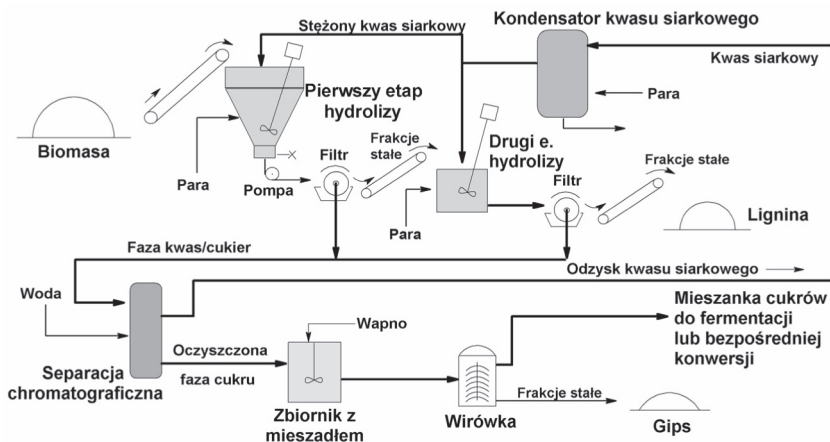 Kondensator kwasu siarkowego
Stężony kwas siarkowy
Kwas siarkowy
Pierwszy etap
hydrolizy
Para
Biomasa
Frakcje
stałe
Drugi e.
hydrolizy
Filtr
Frakcje stałe
Filtr
Para
Pompa
Lignina
Para
Faza kwas/cukier
Odzysk kwasu siarkowego
Woda
Mieszanka cukrów
do fermentacji
lub bezpośredniej
konwersji
Wapno
Oczyszczona
faza cukru
Separacja
chromatograficzna
Frakcje stałe
Zbiornik z
mieszadłem
Wirówka
Gips